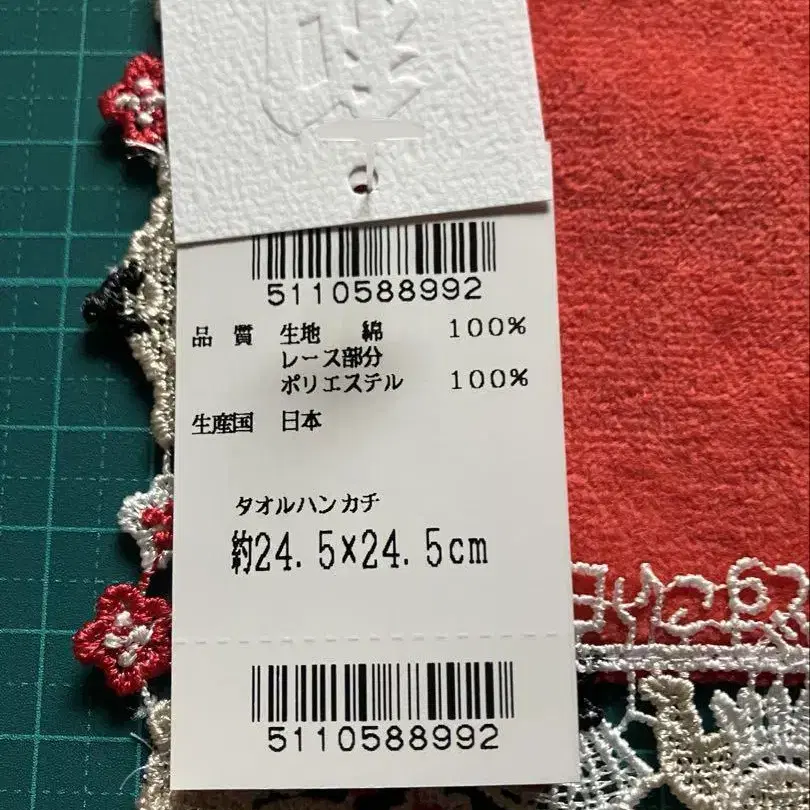 5110588992
品 質 生地 綿 100%
レース部分
ポリエステル 100%
生産国 日本
タオルハンカチ
約24.5×24.5cm
5110588992